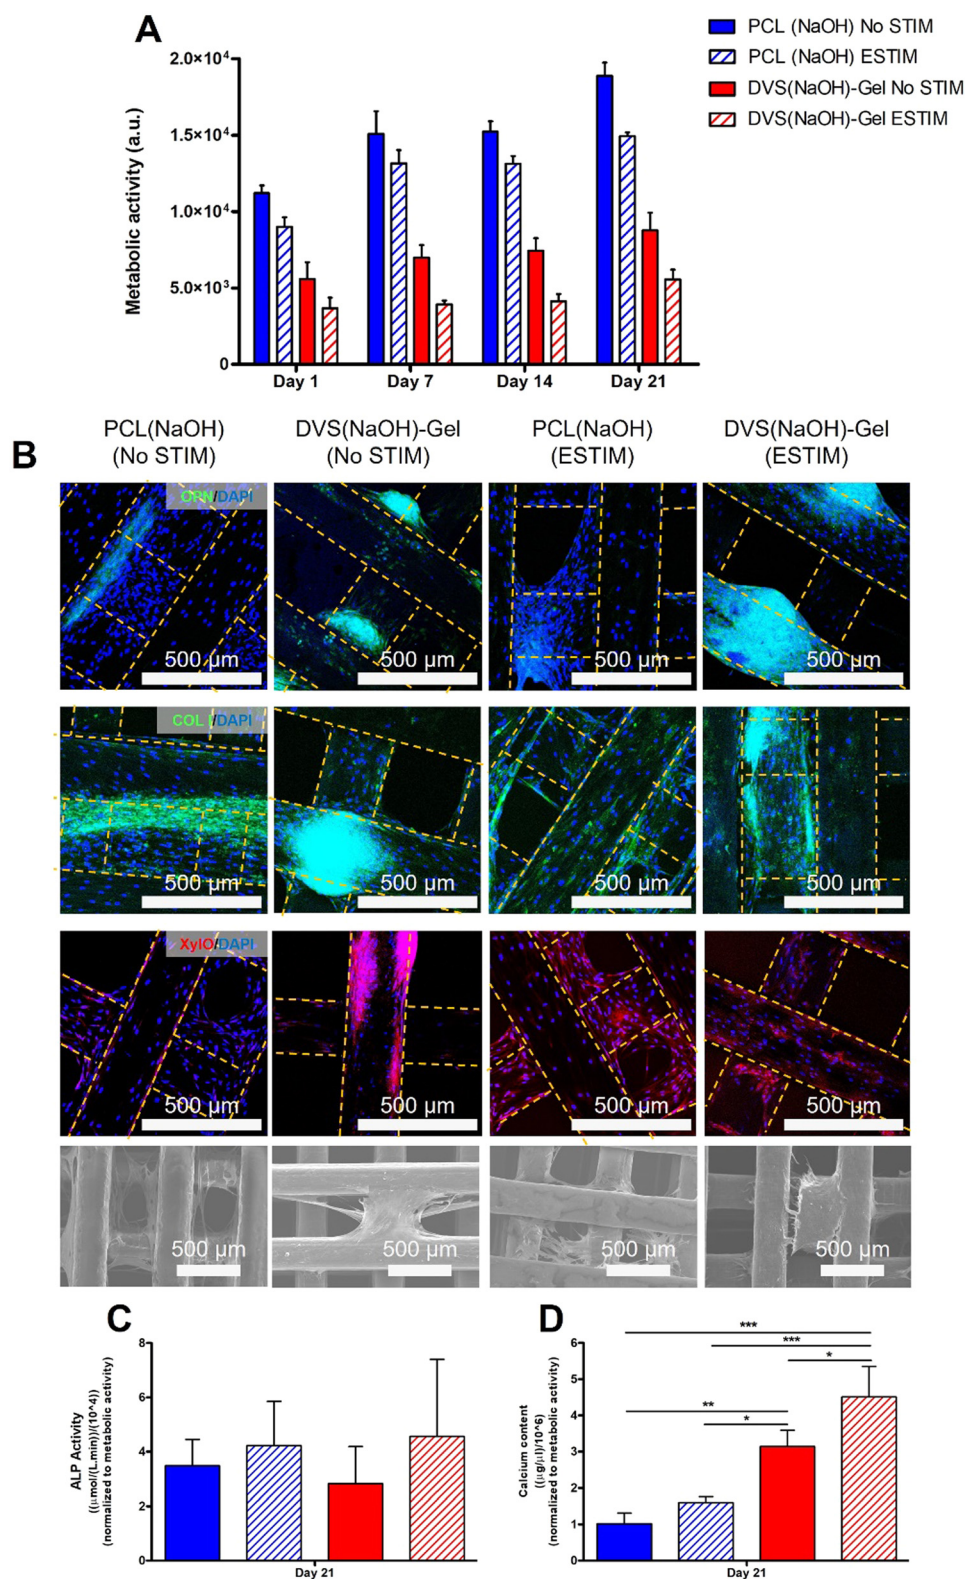 A
PCL (NaOH) No STIM
PCL (NaOH) ESTIM
DVS(NaOH)-Gel No STIM
DVS(NaOH)-Gel ESTIM
Metabolic activity (a.u.)
2.0×10⁴
1.5×10⁴
1.0×10⁴
5.0×10³
0
Day 1
Day 7
Day 14
Day 21
B
PCL(NaOH)
(No STIM)
DVS(NaOH)-Gel
(No STIM)
PCL(NaOH)
(ESTIM)
DVS(NaOH)-Gel
(ESTIM)
OPN/DAPI
500 µm
500 µm
500 µm
500 µm
COL I/DAPI
500 µm
500 µm
500 µm
500 µm
XylO/DAPI
500 µm
500 µm
500 µm
500 µm
500 µm
500 µm
500 µm
500 µm
C
ALP Activity
((µmol/(L.min))/(10^4))
(normalized to metabolic activity)
8
6
4
2
0
Day 21
D
Calcium content
((µg/µl)/10^6)
(normalized to metabolic activity)
6
5
4
3
2
1
0
***
***
*
**
*
Day 21